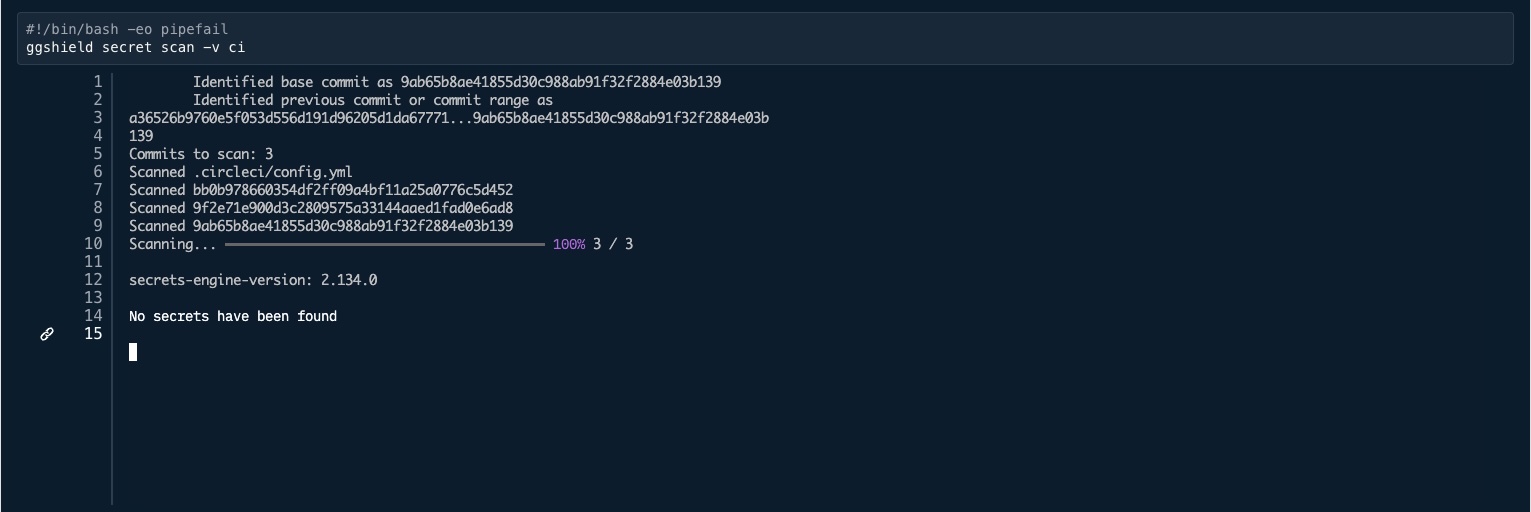 #!/bin/bash -eo pipefail
ggshield secret scan -v ci
1 Identified base commit as 9ab65b8ae41855d30c988ab91f32f2884e03b139
2 Identified previous commit or commit range as
3 a36526b9760e5f053d556d191d96205d1da67771...9ab65b8ae41855d30c988ab91f32f2884e03b
4 139
5 Commits to scan: 3
6 Scanned .circleci/config.yml
7 Scanned bb0b978660354df2ff09a4bf11a25a0776c5d452
8 Scanned 9f2e71e900d3c2809575a33144aaed1fad0e6ad8
9 Scanned 9ab65b8ae41855d30c988ab91f32f2884e03b139
10 Scanning... 100% 3 / 3
11
12 secrets-engine-version: 2.134.0
13
14 No secrets have been found
15